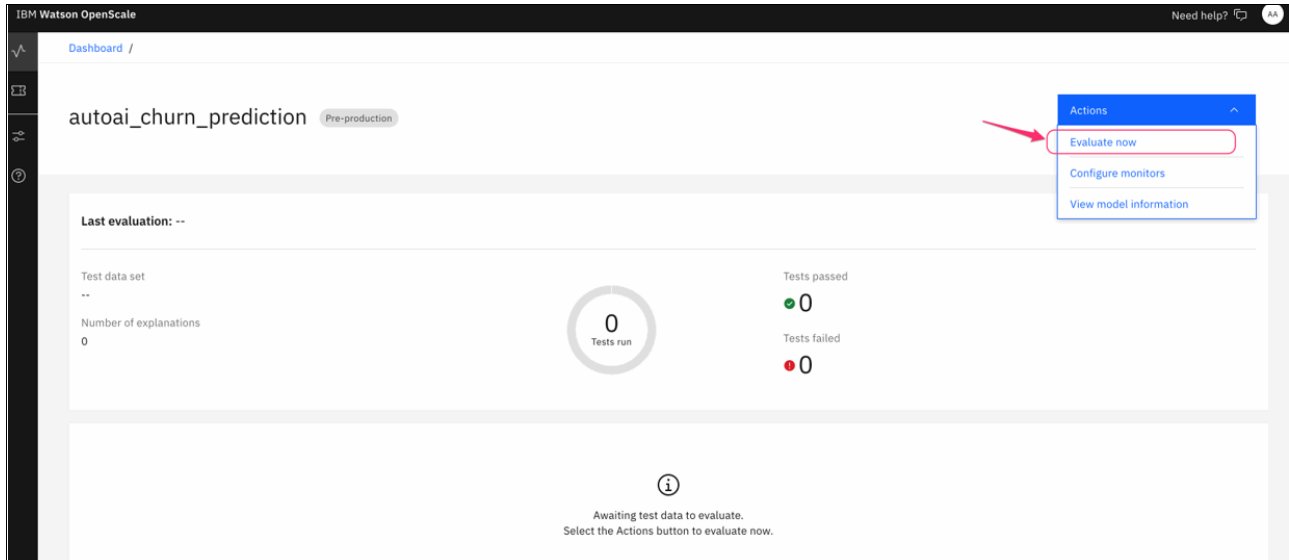 IBM Watson OpenScale
Need help?
AA
Dashboard /
autoai_churn_prediction
Pre-production
Actions
Evaluate now
Configure monitors
View model information
Last evaluation: --
Test data set
--
Number of explanations
0
0
Tests run
Tests passed
0
Tests failed
0
Awaiting test data to evaluate.
Select the Actions button to evaluate now.